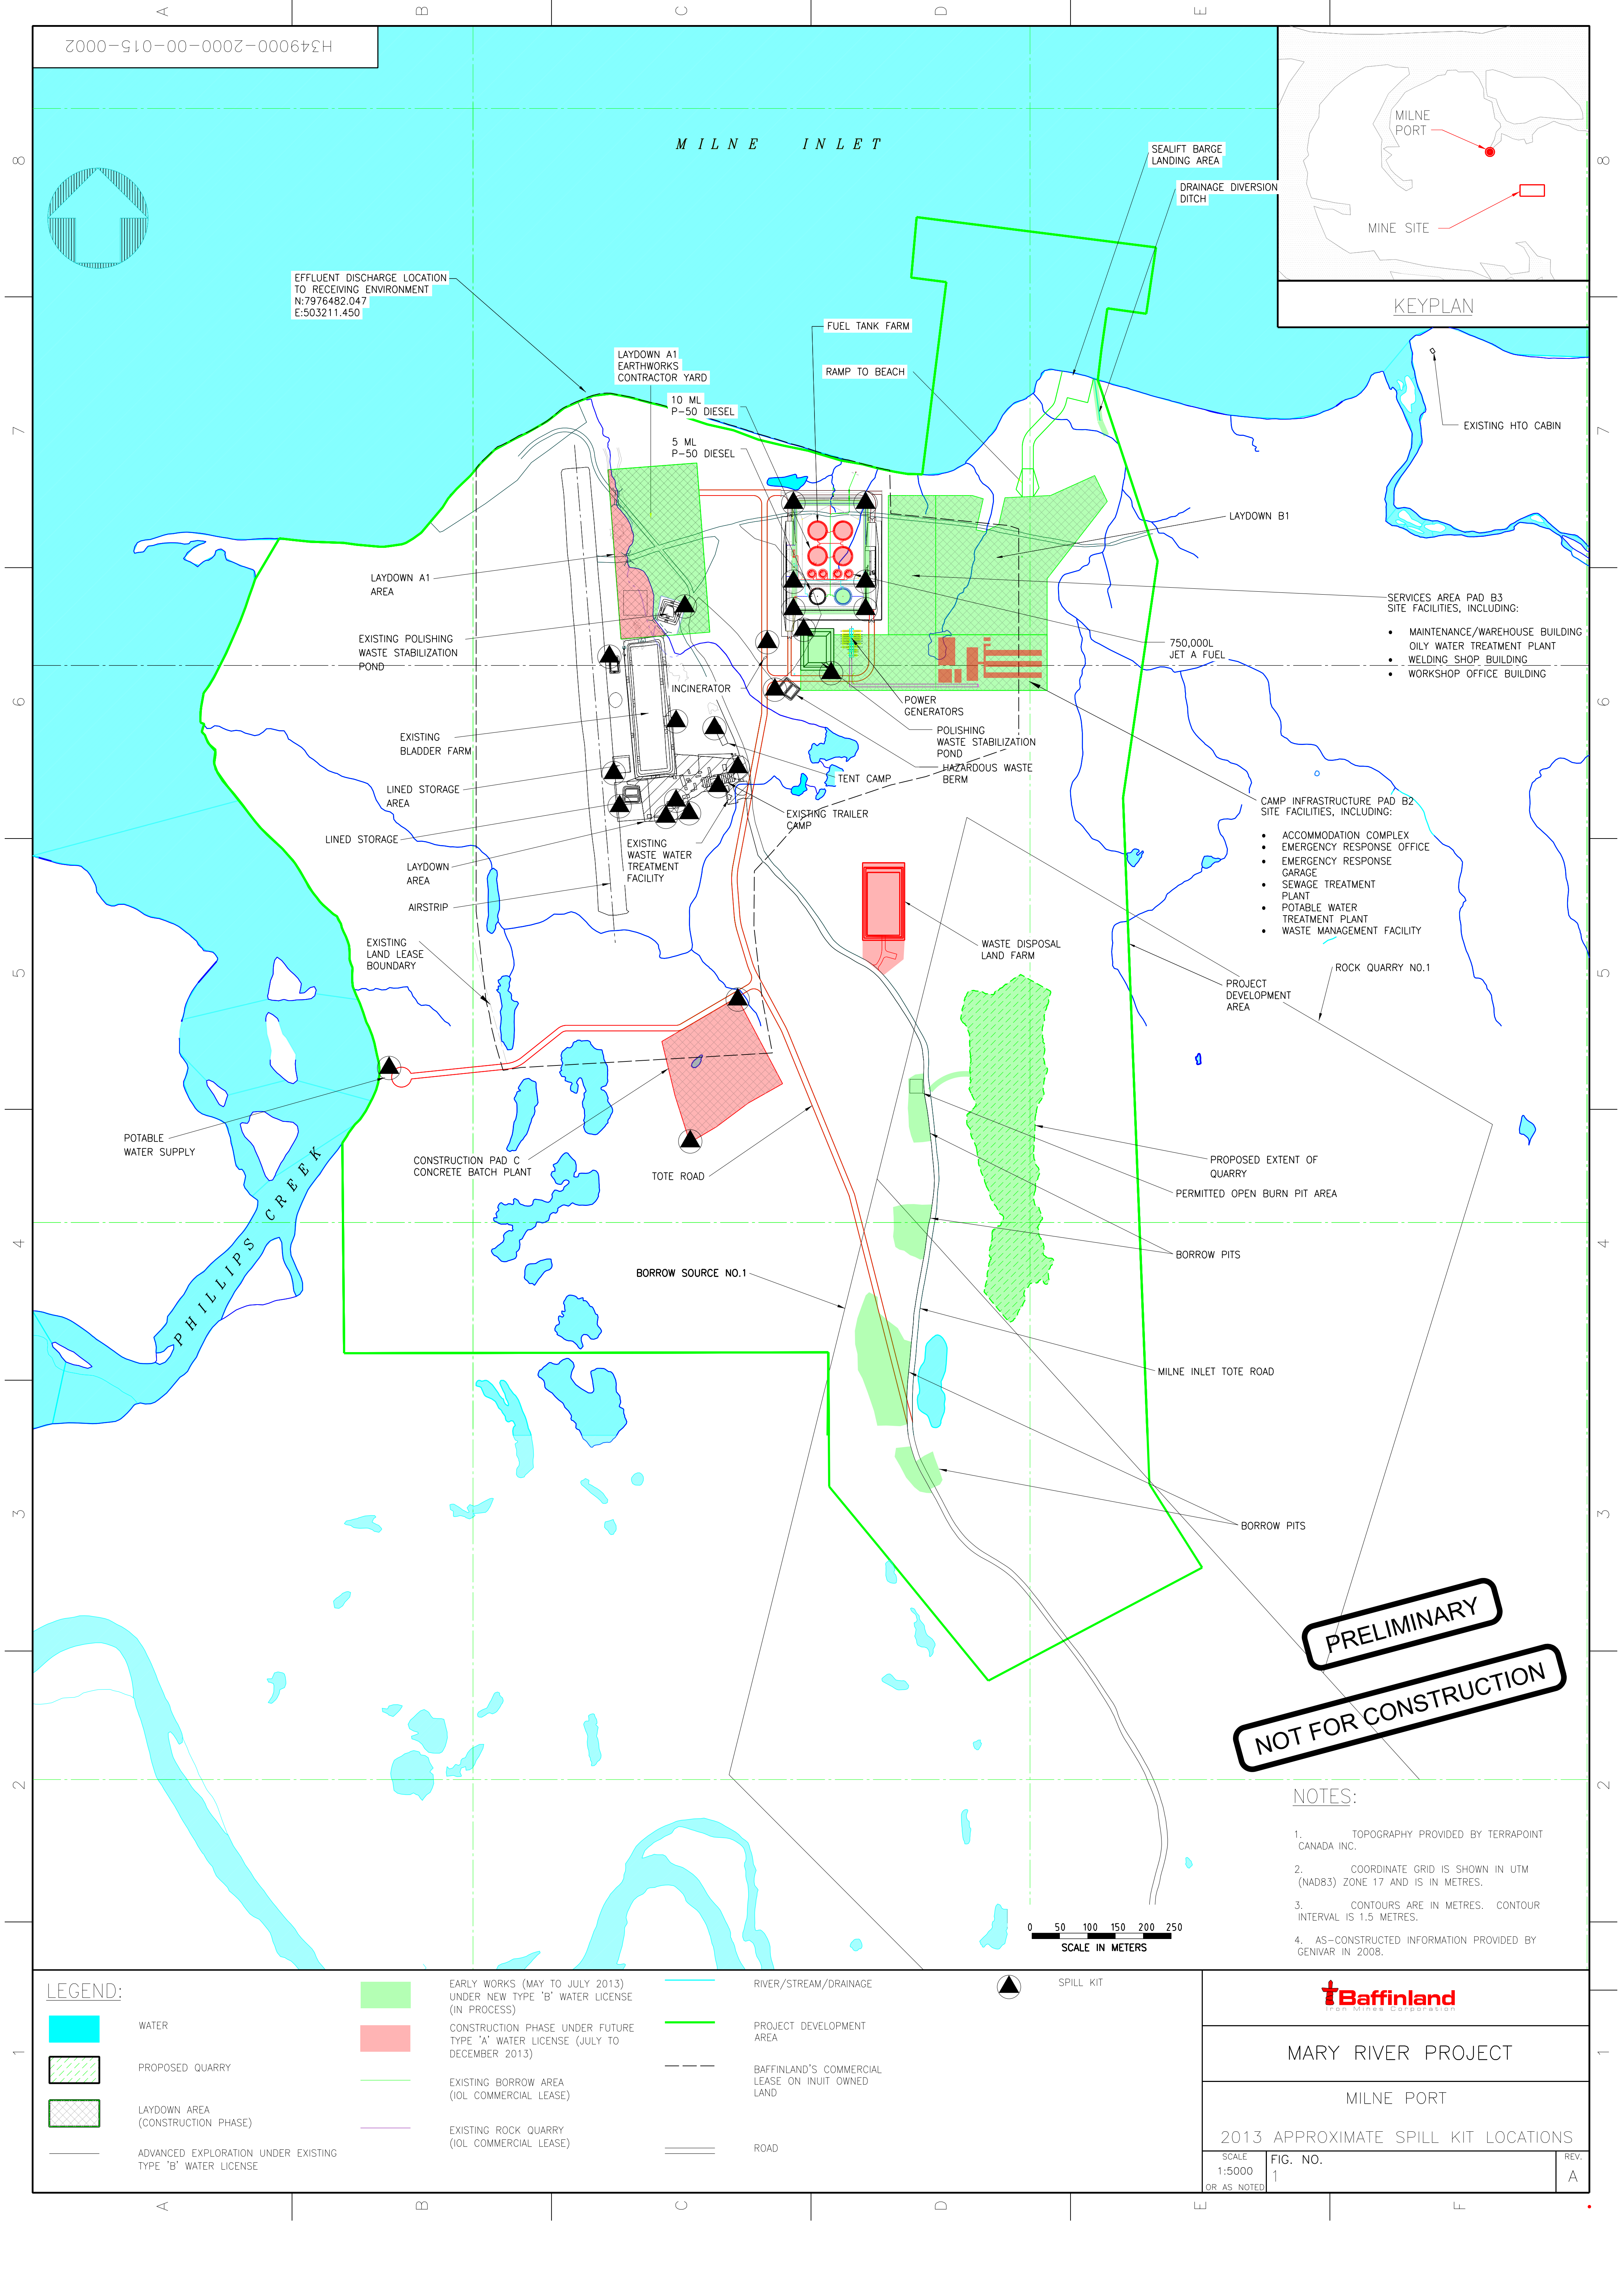 A
B
C
D
E
H349000-2000-00-015-0002
8
7
6
5
4
3
2
1
8
7
6
5
4
3
2
1
MILNE INLET
MILNE
PORT
MINE SITE
KEYPLAN
SEALIFT BARGE
LANDING AREA
DRAINAGE DIVERSION
DITCH
EFFLUENT DISCHARGE LOCATION
TO RECEIVING ENVIRONMENT
N:7976482.047
E:503211.450
FUEL TANK FARM
LAYDOWN A1
EARTHWORKS
CONTRACTOR YARD
RAMP TO BEACH
10 ML
P-50 DIESEL
5 ML
P-50 DIESEL
EXISTING HTO CABIN
LAYDOWN B1
LAYDOWN A1
AREA
SERVICES AREA PAD B3
SITE FACILITIES, INCLUDING:
• MAINTENANCE/WAREHOUSE BUILDING
OILY WATER TREATMENT PLANT
• WELDING SHOP BUILDING
• WORKSHOP OFFICE BUILDING
EXISTING POLISHING
WASTE STABILIZATION
POND
750,000L
JET A FUEL
INCINERATOR
POWER
GENERATORS
EXISTING
BLADDER FARM
POLISHING
WASTE STABILIZATION
POND
HAZARDOUS WASTE
BERM
TENT CAMP
LINED STORAGE
AREA
EXISTING TRAILER
CAMP
CAMP INFRASTRUCTURE PAD B2
SITE FACILITIES, INCLUDING:
• ACCOMMODATION COMPLEX
• EMERGENCY RESPONSE OFFICE
• EMERGENCY RESPONSE
GARAGE
• SEWAGE TREATMENT
PLANT
• POTABLE WATER
TREATMENT PLANT
• WASTE MANAGEMENT FACILITY
LINED STORAGE
EXISTING
WASTE WATER
TREATMENT
FACILITY
LAYDOWN
AREA
AIRSTRIP
EXISTING
LAND LEASE
BOUNDARY
WASTE DISPOSAL
LAND FARM
ROCK QUARRY NO.1
PROJECT
DEVELOPMENT
AREA
POTABLE
WATER SUPPLY
PHILLIPS CREEK
CONSTRUCTION PAD C
CONCRETE BATCH PLANT
TOTE ROAD
PROPOSED EXTENT OF
QUARRY
PERMITTED OPEN BURN PIT AREA
BORROW PITS
BORROW SOURCE NO.1
MILNE INLET TOTE ROAD
BORROW PITS
PRELIMINARY
NOT FOR CONSTRUCTION
NOTES:
1. TOPOGRAPHY PROVIDED BY TERRAPOINT
CANADA INC.
2. COORDINATE GRID IS SHOWN IN UTM
(NAD83) ZONE 17 AND IS IN METRES.
3. CONTOURS ARE IN METRES. CONTOUR
INTERVAL IS 1.5 METRES.
4. AS-CONSTRUCTED INFORMATION PROVIDED BY
GENIVAR IN 2008.
0 50 100 150 200 250
SCALE IN METERS
LEGEND:
WATER
PROPOSED QUARRY
LAYDOWN AREA
(CONSTRUCTION PHASE)
ADVANCED EXPLORATION UNDER EXISTING
TYPE 'B' WATER LICENSE
EARLY WORKS (MAY TO JULY 2013)
UNDER NEW TYPE 'B' WATER LICENSE
(IN PROCESS)
CONSTRUCTION PHASE UNDER FUTURE
TYPE 'A' WATER LICENSE (JULY TO
DECEMBER 2013)
EXISTING BORROW AREA
(IOL COMMERCIAL LEASE)
EXISTING ROCK QUARRY
(IOL COMMERCIAL LEASE)
RIVER/STREAM/DRAINAGE
PROJECT DEVELOPMENT
AREA
BAFFINLAND'S COMMERCIAL
LEASE ON INUIT OWNED
LAND
ROAD
SPILL KIT
Baffinland
Iron Mines Corporation
MARY RIVER PROJECT
MILNE PORT
2013 APPROXIMATE SPILL KIT LOCATIONS
SCALE
1:5000
OR AS NOTED
FIG. NO.
1
REV.
A
A
B
C
D
E
F